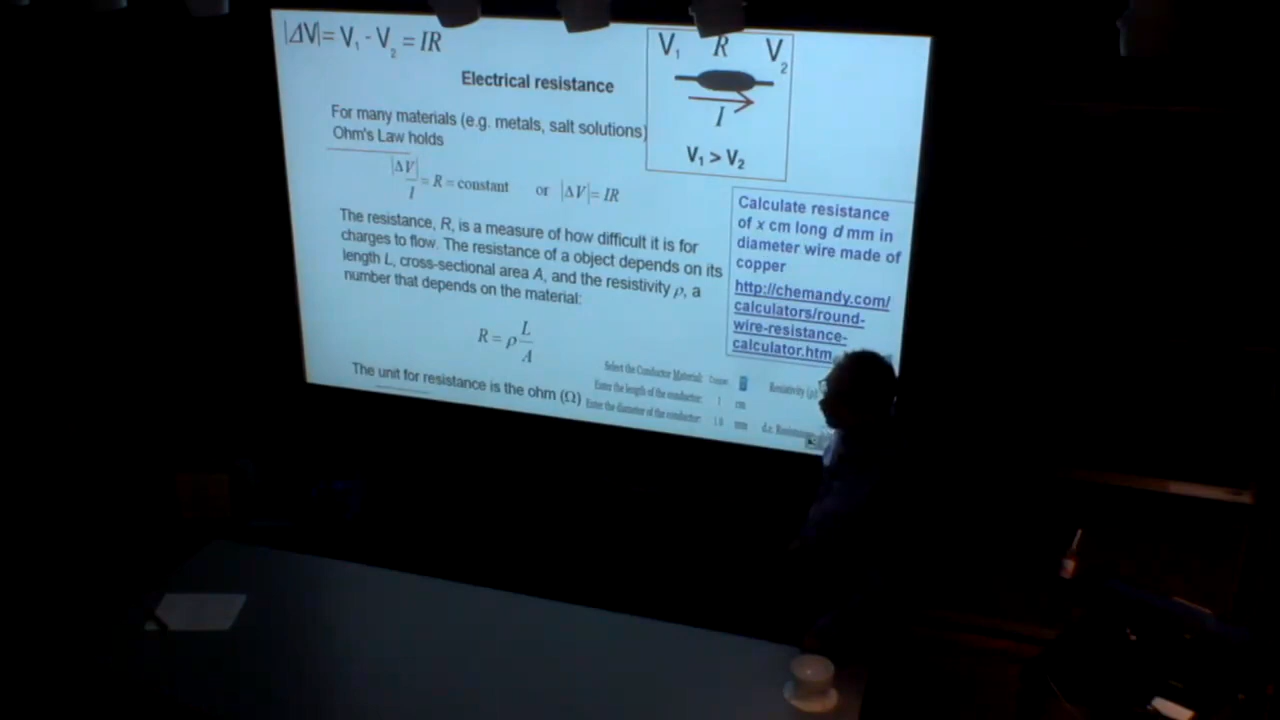 |ΔV|= V₁ - V₂ = IR
V₁ R V₂
I
V₁ > V₂
Electrical resistance
For many materials (e.g. metals, salt solutions)
Ohm's Law holds
|ΔV|
I
= R = constant or |ΔV|= IR
The resistance, R, is a measure of how difficult it is for
charges to flow. The resistance of a object depends on its
length L, cross-sectional area A, and the resistivity ρ, a
number that depends on the material:
R = ρ L
A
The unit for resistance is the ohm (Ω)
Calculate resistance
of x cm long d mm in
diameter wire made of
copper
http://chemandy.com/
calculators/round-
wire-resistance-
calculator.htm
Select the Conductor Material: Resistivity (ρ)
Enter the length of the conductor: 1 cm
Enter the diameter of the conductor: mm d.c. Resistance